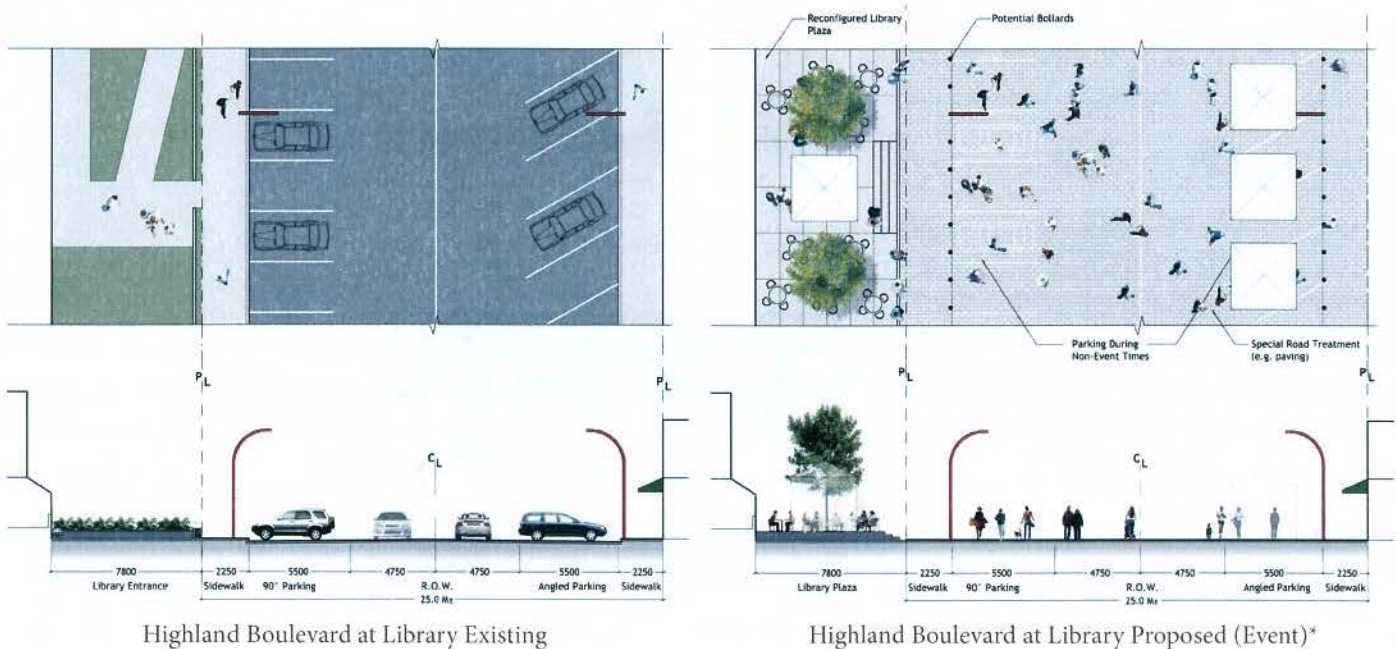 Reconfigured Library
Plaza
Potential Bollards
Parking During
Non-Event Times
Special Road Treatment
(e.g. paving)
PL
PL
CL
7800
2250
5500
4750
4750
5500
2250
Library Entrance
Sidewalk
90° Parking
R.O.W.
Angled Parking
Sidewalk
25.0 Mt
Highland Boulevard at Library Existing
PL
PL
CL
7800
2250
5500
4750
4750
5500
2250
Library Plaza
Sidewalk
90° Parking
R.O.W.
Angled Parking
Sidewalk
25.0 Mt
Highland Boulevard at Library Proposed (Event)*